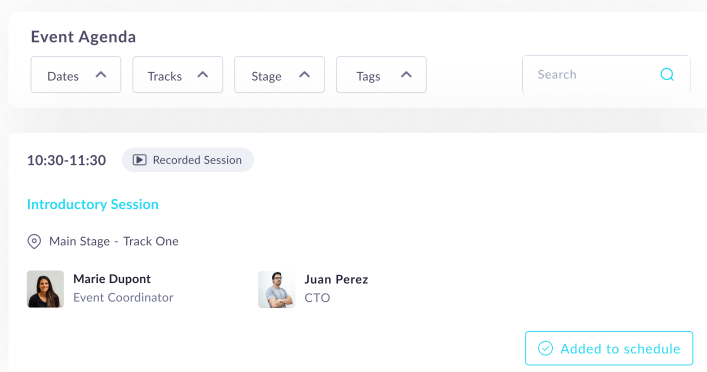 Event Agenda
Dates Tracks Stage Tags Search
10:30-11:30 Recorded Session
Introductory Session
Main Stage - Track One
Marie Dupont Juan Perez
Event Coordinator CTO
Added to schedule